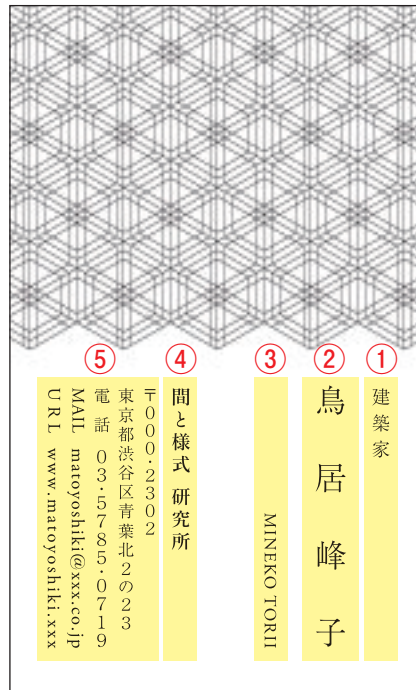 ①
建築家
②
鳥居峰子
③
MINEKO TORII
④
間と様式 研究所
⑤
〒000・2302
東京都渋谷区青葉北2の23
電話 03・5785・0719
MAIL matoyoshiki@xxx.co.jp
URL www.matoyoshiki.xxx